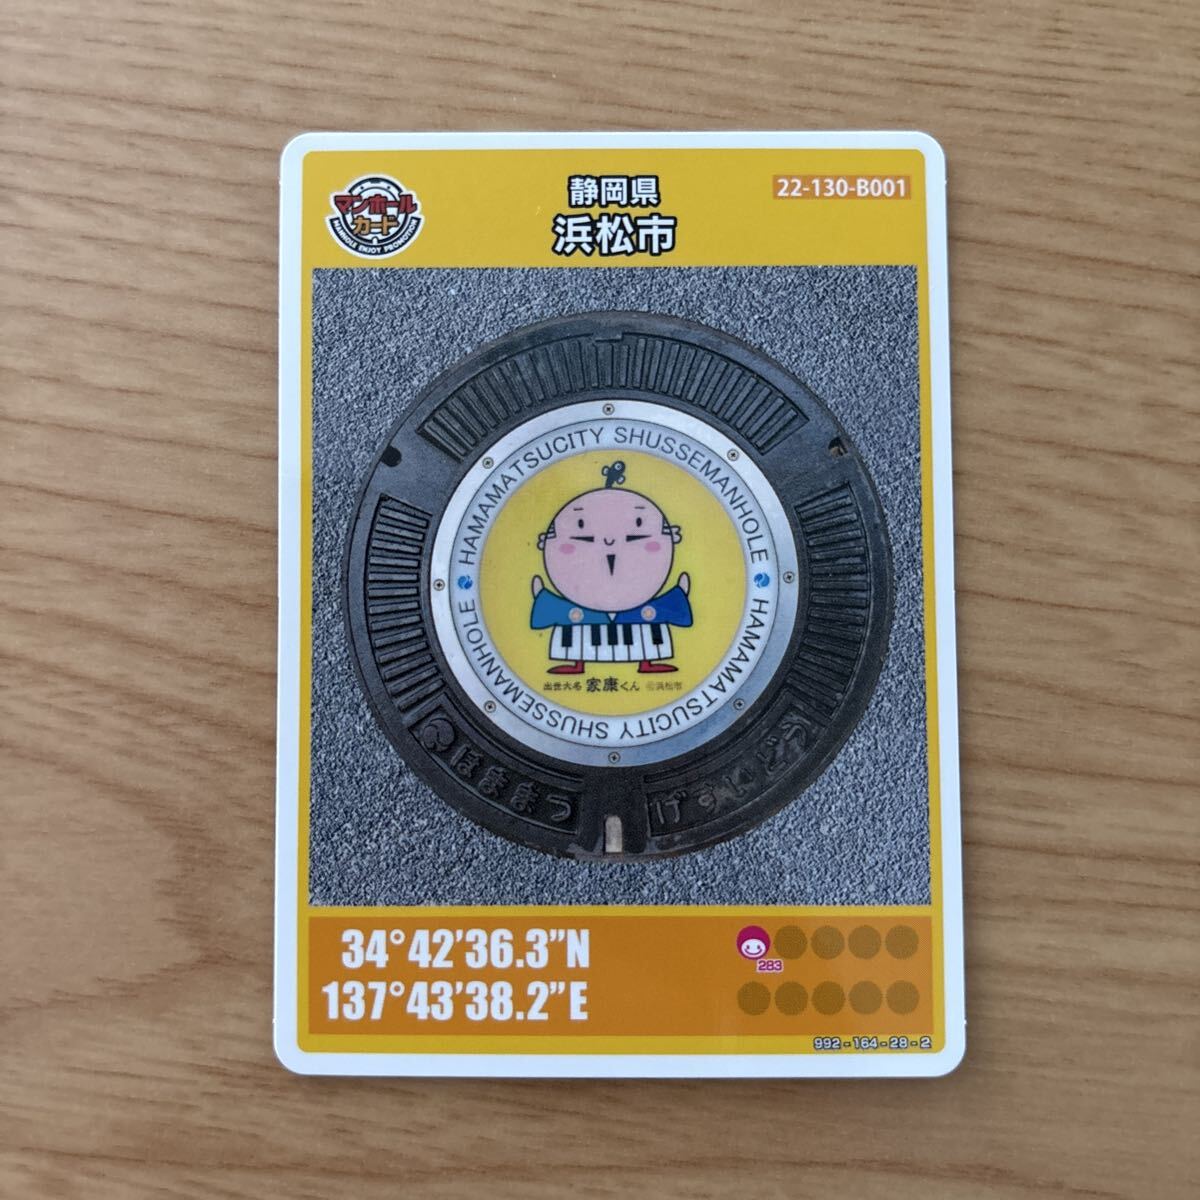 マンホール
カード
MANHOLE ENJOY PROMOTION
静岡県
浜松市
22-130-B001
HAMAMATSUCITY SHUSSEMANHOLE
HAMAMATSUCITY SHUSSEMANHOLE
出世大名 家康くん ©浜松市
はままつ
げすいどう
34°42'36.3"N
137°43'38.2"E
283
992-164-28-2